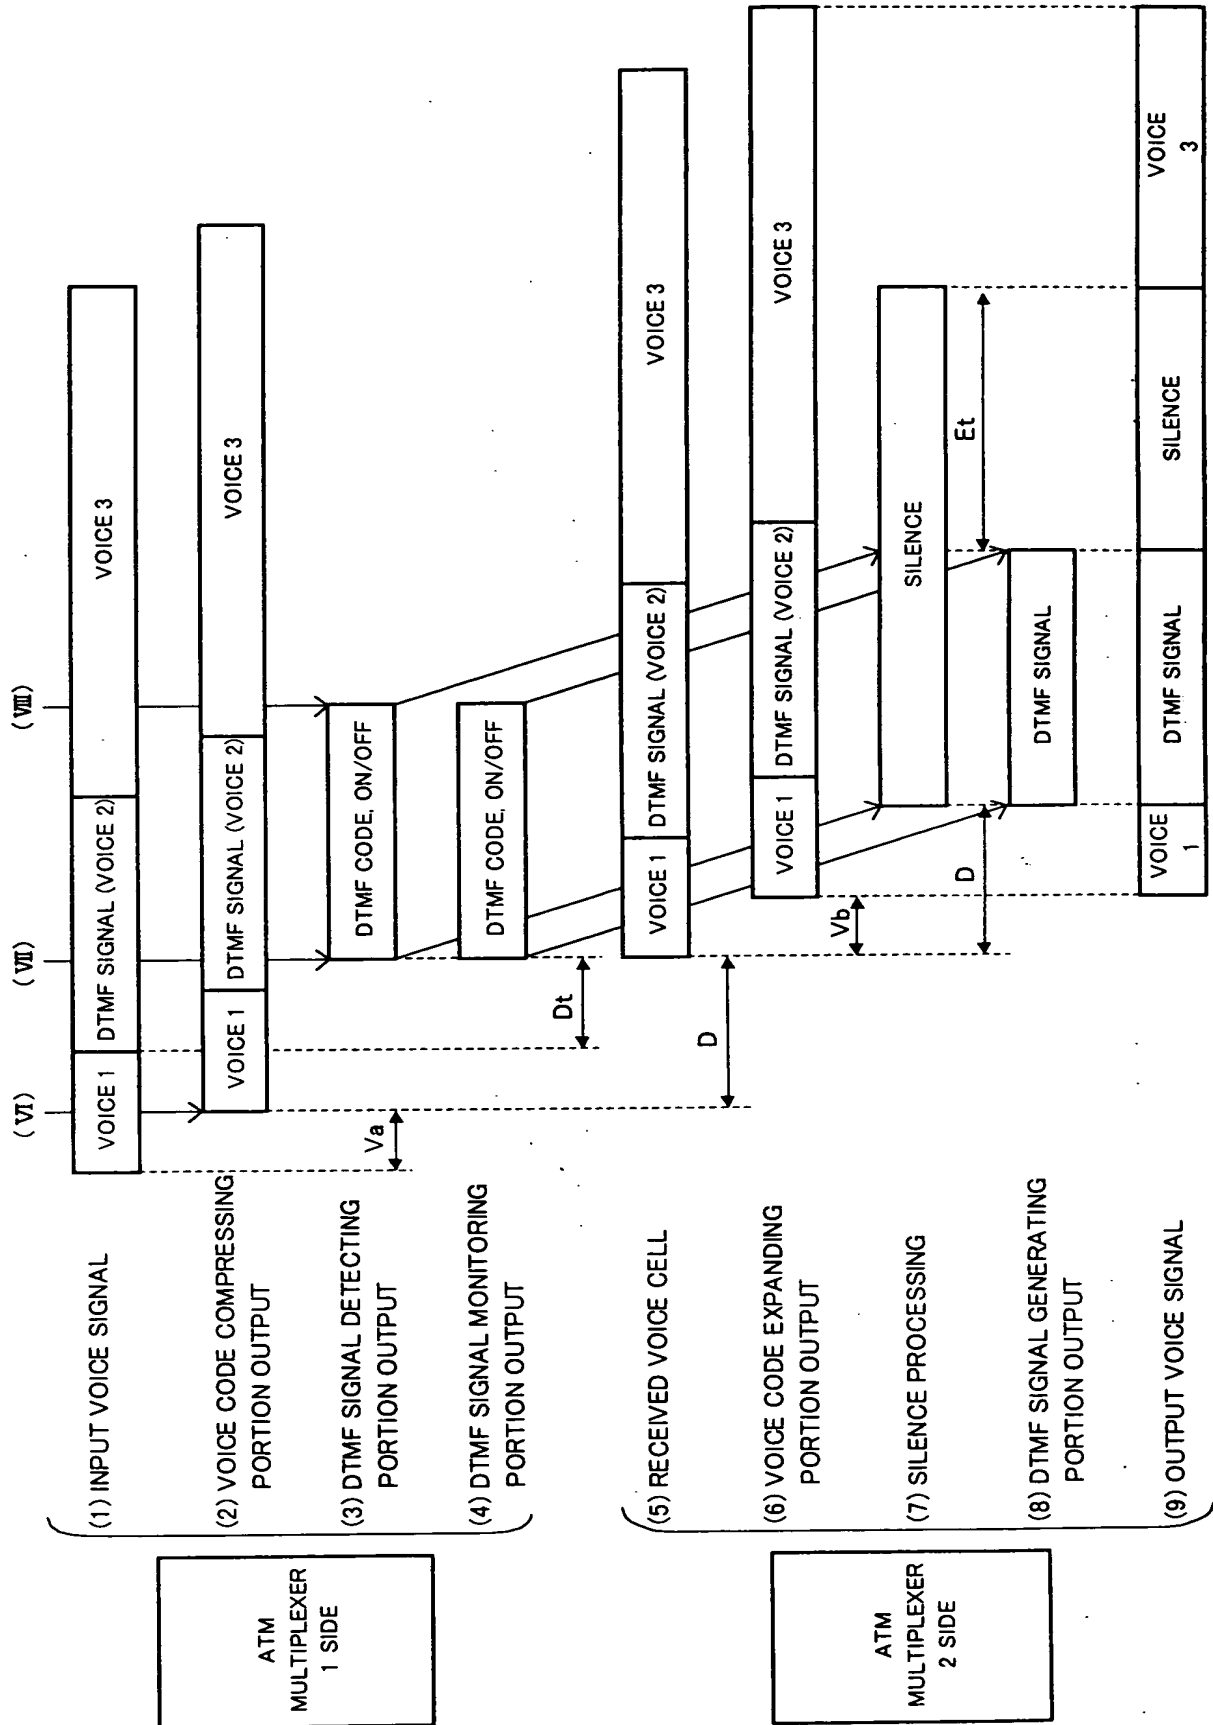 (VI)
(VII)
(VIII)
ATM
MULTIPLEXER
1 SIDE
(1) INPUT VOICE SIGNAL
VOICE 1
DTMF SIGNAL (VOICE 2)
VOICE 3
(2) VOICE CODE COMPRESSING
PORTION OUTPUT
VOICE 1
DTMF SIGNAL (VOICE 2)
VOICE 3
Va
(3) DTMF SIGNAL DETECTING
PORTION OUTPUT
DTMF CODE, ON/OFF
(4) DTMF SIGNAL MONITORING
PORTION OUTPUT
DTMF CODE, ON/OFF
Dt
ATM
MULTIPLEXER
2 SIDE
(5) RECEIVED VOICE CELL
VOICE 1
DTMF SIGNAL (VOICE 2)
VOICE 3
D
(6) VOICE CODE EXPANDING
PORTION OUTPUT
VOICE 1
DTMF SIGNAL (VOICE 2)
VOICE 3
Vb
(7) SILENCE PROCESSING
SILENCE
D
Et
(8) DTMF SIGNAL GENERATING
PORTION OUTPUT
DTMF SIGNAL
(9) OUTPUT VOICE SIGNAL
VOICE
1
DTMF SIGNAL
SILENCE
VOICE
3